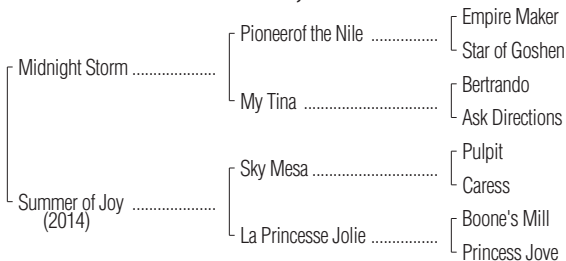 Empire Maker
Pioneerof the Nile ................
Star of Goshen
Midnight Storm ....................
Bertrando
My Tina ................................
Ask Directions
Pulpit
Sky Mesa ..............................
Caress
Summer of Joy ....................
(2014)
Boone's Mill
La Princesse Jolie ................
Princess Jove